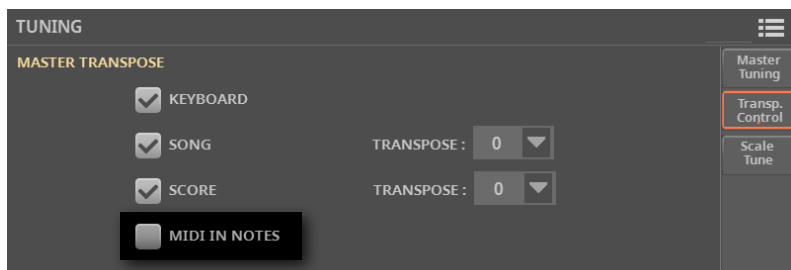 TUNING
MASTER TRANSPOSE
KEYBOARD
SONG TRANSPOSE : 0
SCORE TRANSPOSE : 0
MIDI IN NOTES
Master
Tuning
Transp.
Control
Scale
Tune